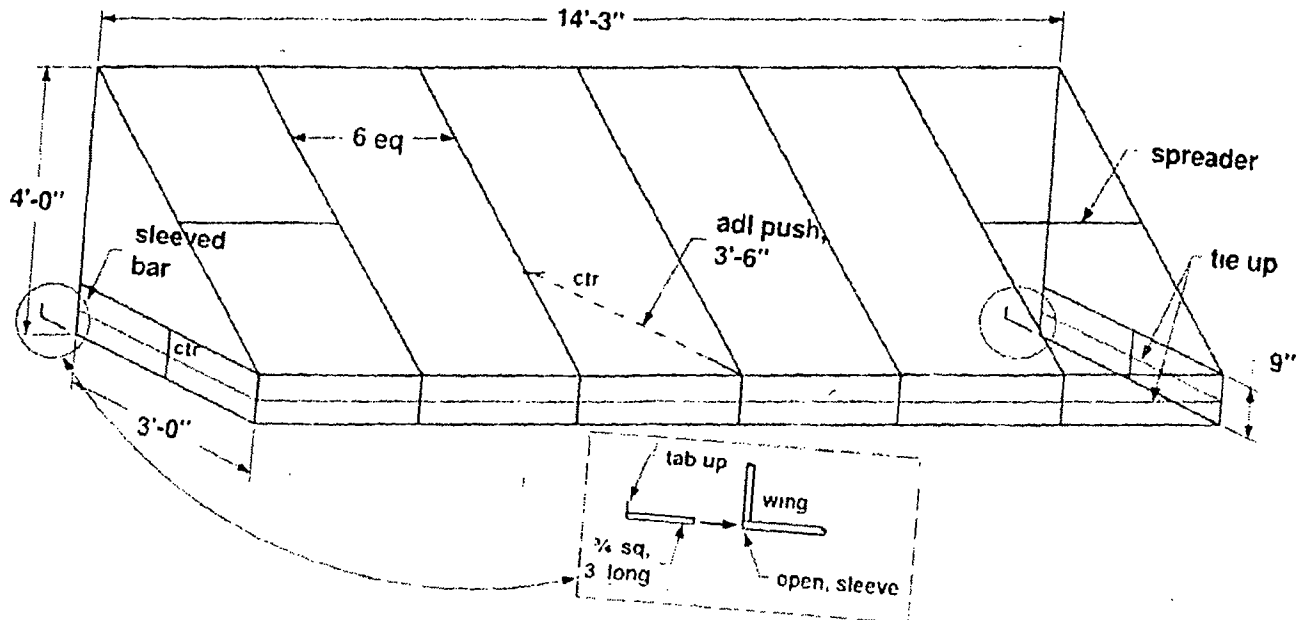 14'-3"
6 eq
spreader
4'-0"
sleeved
bar
adl push,
3'-6"
ctr
tie up
ctr
9"
3'-0"
tab up
wing
¾ sq,
3 long
open, sleeve